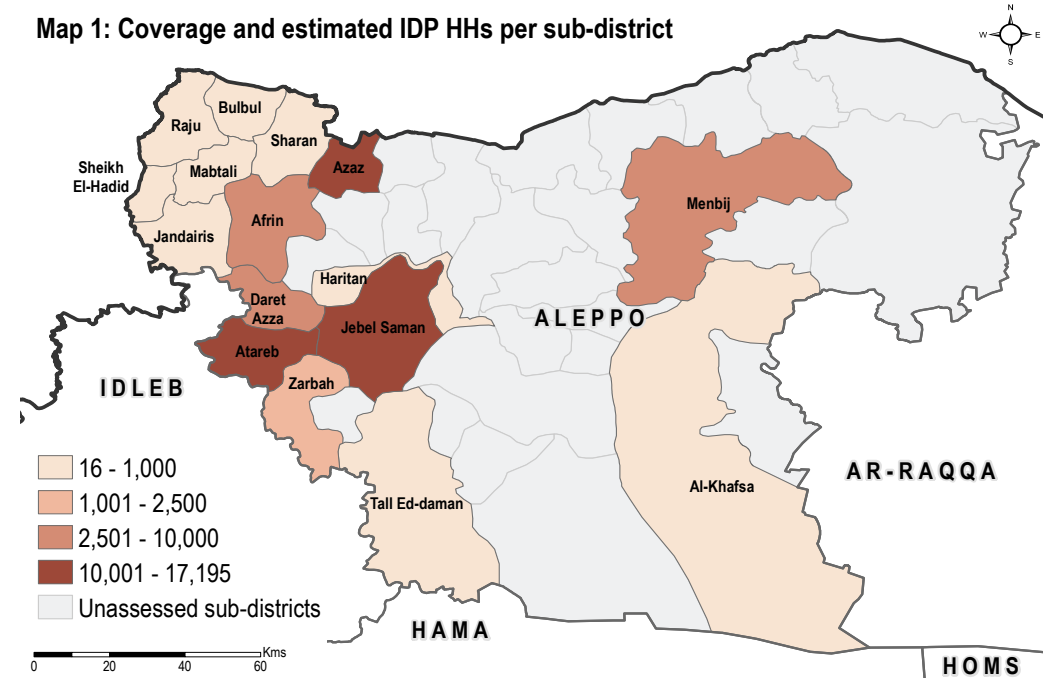 Map 1: Coverage and estimated IDP HHs per sub-district
N
W
E
S
Bulbul
Raju
Sharan
Azaz
Sheikh
El-Hadid
Mabtali
Menbij
Afrin
Jandairis
Haritan
Daret
Azza
ALEPPO
Jebel Saman
Atareb
IDLEB
Zarbah
16 - 1,000
AR-RAQQA
Al-Khafsa
1,001 - 2,500
Tall Ed-daman
2,501 - 10,000
10,001 - 17,195
Unassessed sub-districts
HAMA
Kms
0 20 40 60
HOMS